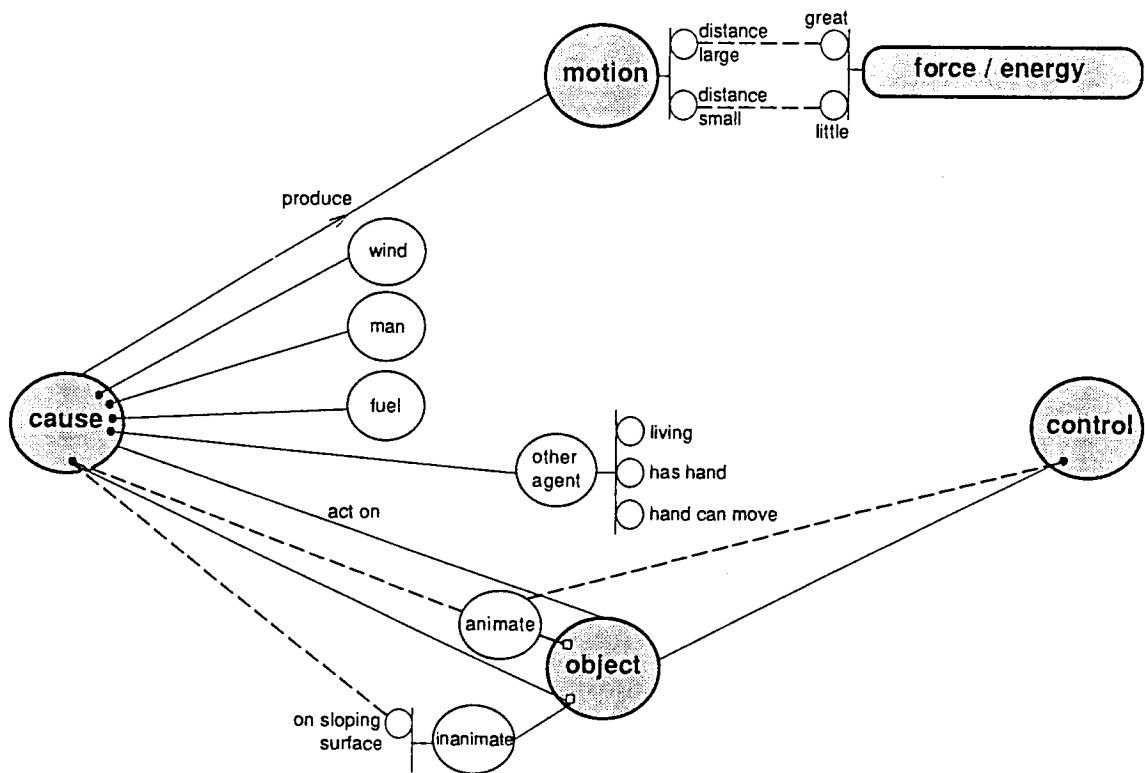 great
distance
large
motion
force / energy
distance
small
little
produce
wind
man
fuel
cause
control
living
other
agent
has hand
hand can move
act on
animate
object
on sloping
surface
inanimate